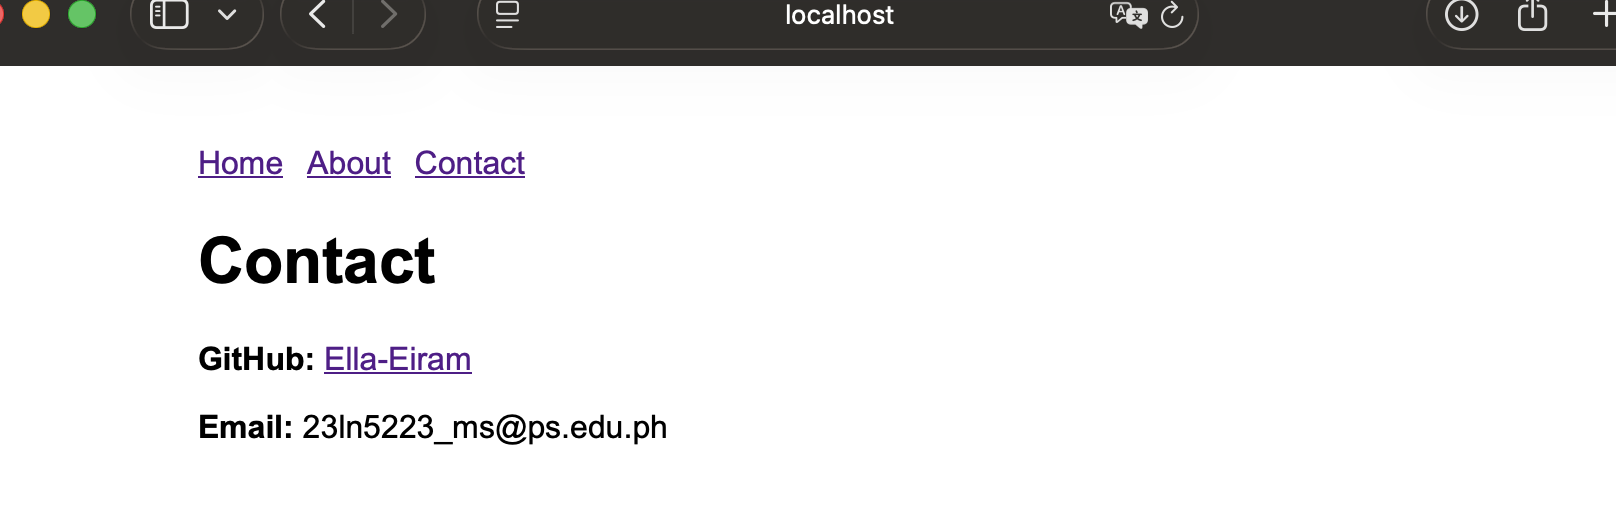 localhost
Home About Contact
Contact
GitHub: Ella-Eiram
Email: 23ln5223_ms@ps.edu.ph